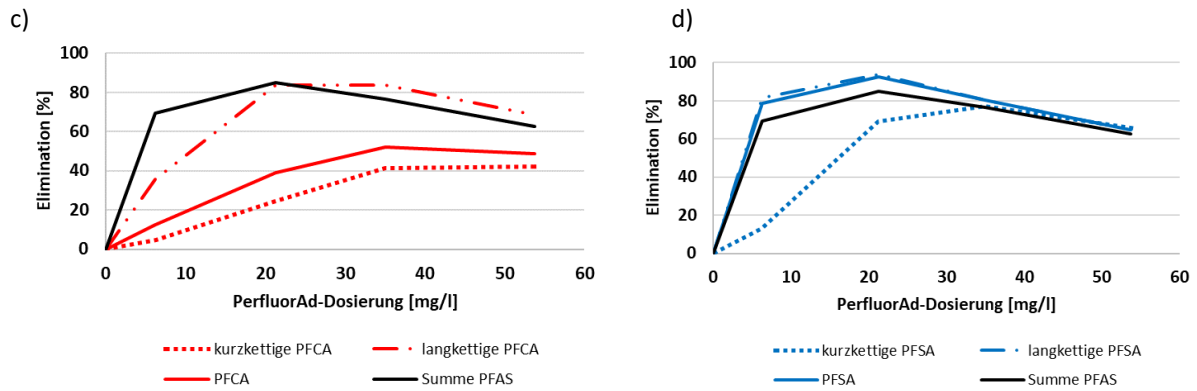 c)
100
80
60
40
20
0
Elimination [%]
0 10 20 30 40 50 60
PerfluorAd-Dosierung [mg/l]
kurzkettige PFCA langkettige PFCA
PFCA Summe PFAS
d)
100
80
60
40
20
0
Elimination [%]
0 10 20 30 40 50 60
PerfluorAd-Dosierung [mg/l]
kurzkettige PFSA langkettige PFSA
PFSA Summe PFAS